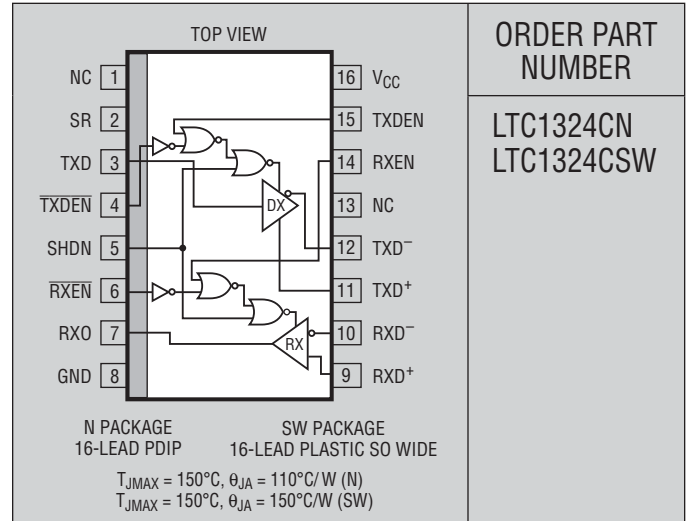 TOP VIEW
NC 1
SR 2
TXD 3
T̅X̅D̅E̅N̅ 4
SHDN 5
R̅X̅E̅N̅ 6
RXO 7
GND 8
16 VCC
15 TXDEN
14 RXEN
13 NC
12 TXD⁻
11 TXD⁺
10 RXD⁻
9 RXD⁺
DX
RX
N PACKAGE
16-LEAD PDIP
SW PACKAGE
16-LEAD PLASTIC SO WIDE
TJMAX = 150°C, θJA = 110°C/ W (N)
TJMAX = 150°C, θJA = 150°C/W (SW)
ORDER PART
NUMBER
LTC1324CN
LTC1324CSW